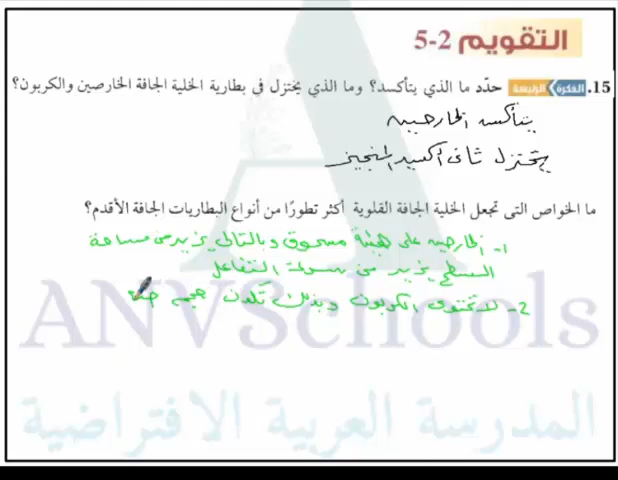 التقويم 2-5
15. الفكرة الرئيسة حدّد ما الذي يتأكسد؟ وما الذي يختزل في بطارية الخلية الجافة الخارصين والكربون؟
يتأكسد الخارصين
يختزل ثاني أكسيد المنجنيز
ما الخواص التي تجعل الخلية الجافة القلوية أكثر تطورًا من أنواع البطاريات الجافة الأقدم؟
1- الخارصين على هيئة مسحوق وبالتالي يزيد من مساحة
السطح يزيد من سرعة التفاعل
2- لا تحتوي الكربون وبذلك تكون حجم
ANVSchools
المدرسة العربية الافتراضية